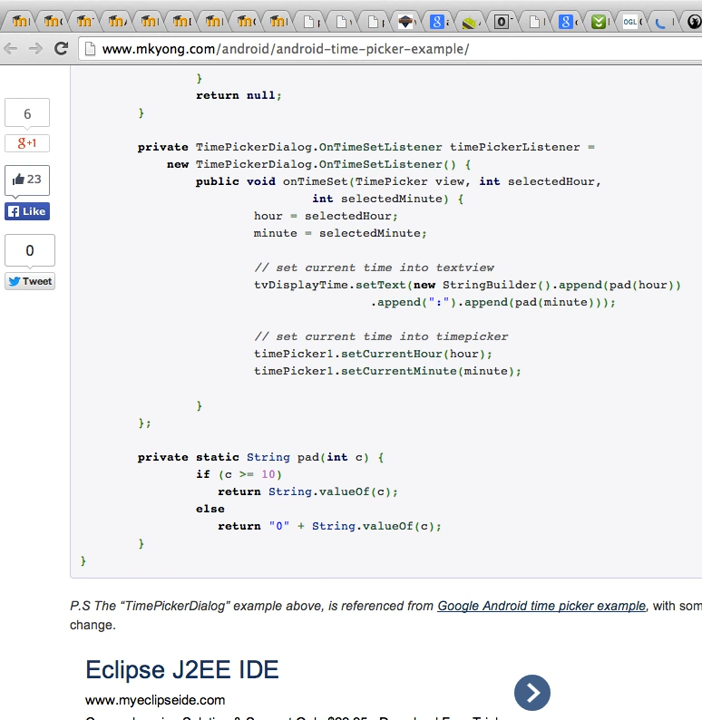 www.mkyong.com/android/android-time-picker-example/
}
return null;
}
6
g+1
private TimePickerDialog.OnTimeSetListener timePickerListener =
new TimePickerDialog.OnTimeSetListener() {
public void onTimeSet(TimePicker view, int selectedHour,
int selectedMinute) {
hour = selectedHour;
minute = selectedMinute;
23
Like
0
Tweet
// set current time into textview
tvDisplayTime.setText(new StringBuilder().append(pad(hour))
.append(":").append(pad(minute)));
// set current time into timepicker
timePicker1.setCurrentHour(hour);
timePicker1.setCurrentMinute(minute);
}
};
private static String pad(int c) {
if (c >= 10)
return String.valueOf(c);
else
return "0" + String.valueOf(c);
}
}
P.S The “TimePickerDialog” example above, is referenced from Google Android time picker example, with som
change.
Eclipse J2EE IDE
www.myeclipseide.com